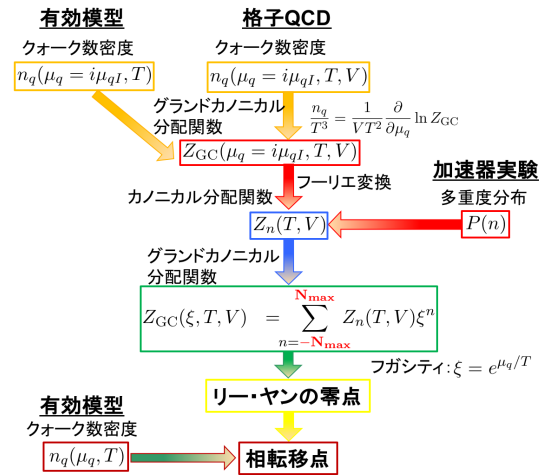 有効模型
クォーク数密度
n_q(μ_q = iμ_{qI}, T)
格子QCD
クォーク数密度
n_q(μ_q = iμ_{qI}, T, V)
グランドカノニカル
分配関数
n_q/T^3 = 1/(VT^2) ∂/∂μ_q ln Z_GC
Z_GC(μ_q = iμ_{qI}, T, V)
フーリエ変換
カノニカル分配関数
加速器実験
多重度分布
Z_n(T, V)
P(n)
グランドカノニカル
分配関数
Z_GC(ξ, T, V) = ∑_{n=-N_max}^{N_max} Z_n(T, V)ξ^n
フガシティ:ξ = e^{μ_q/T}
リー・ヤンの零点
有効模型
クォーク数密度
n_q(μ_q, T)
相転移点